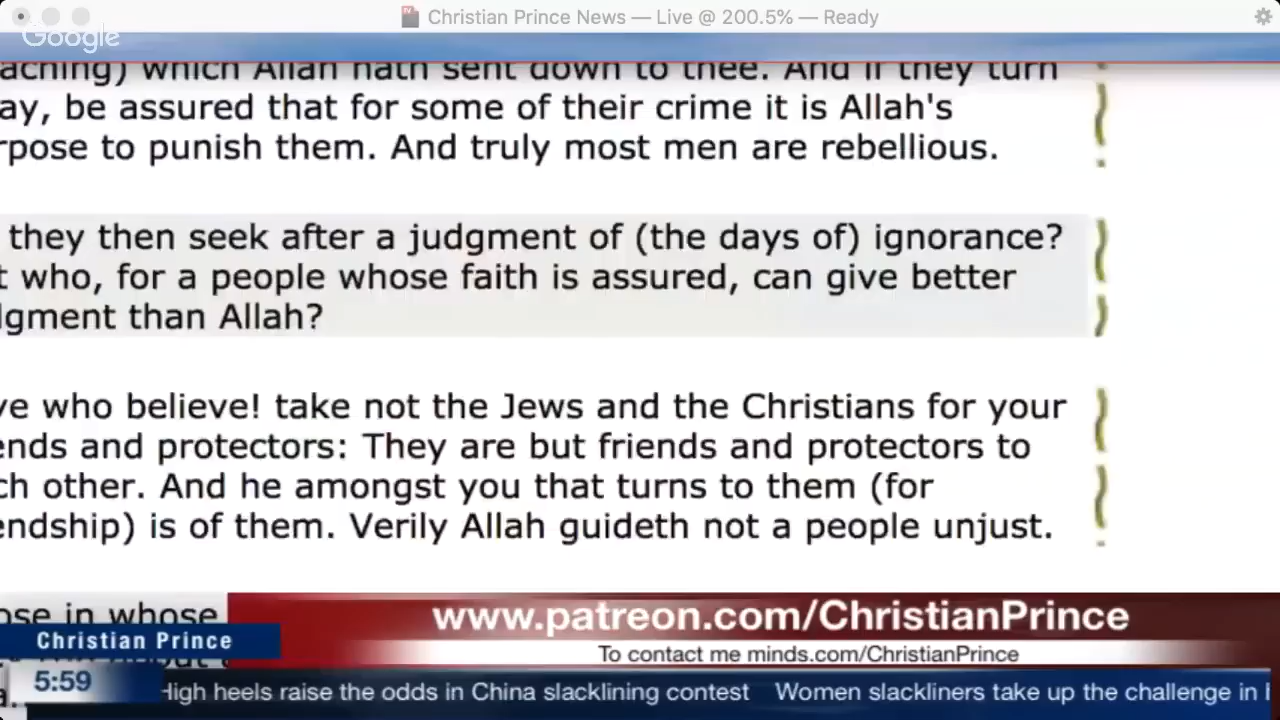 Christian Prince News — Live @ 200.5% — Ready
Google
aching) which Allah hath sent down to thee. And if they turn
ay, be assured that for some of their crime it is Allah's
rpose to punish them. And truly most men are rebellious.
they then seek after a judgment of (the days of) ignorance?
t who, for a people whose faith is assured, can give better
dgment than Allah?
ye who believe! take not the Jews and the Christians for your
ends and protectors: They are but friends and protectors to
ch other. And he amongst you that turns to them (for
endship) is of them. Verily Allah guideth not a people unjust.
ose in whose
www.patreon.com/ChristianPrince
Christian Prince
To contact me minds.com/ChristianPrince
a.
5:59
High heels raise the odds in China slacklining contest Women slackliners take up the challenge in